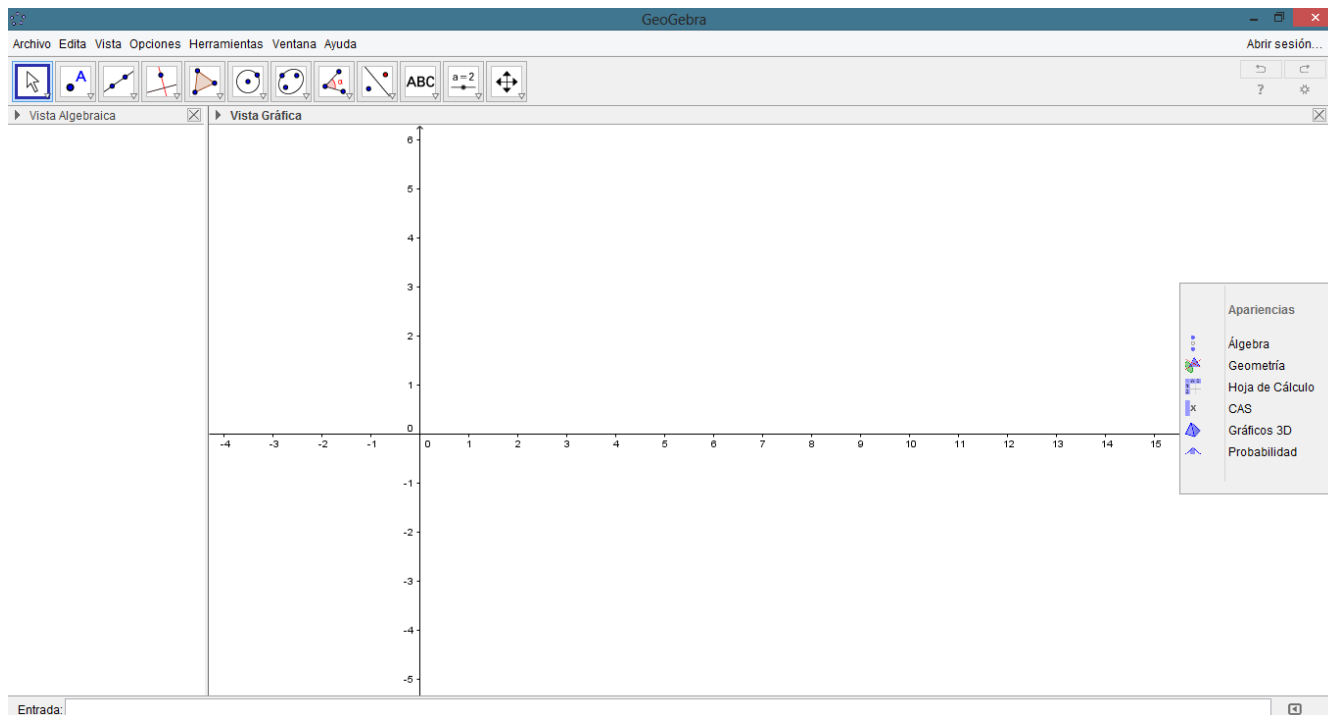 GeoGebra
Archivo Edita Vista Opciones Herramientas Ventana Ayuda
Abrir sesión...
A
α
ABC
a=2
?
Vista Algebraica
Vista Gráfica
6
5
4
3
2
1
0
-4 -3 -2 -1 0 1 2 3 4 5 6 7 8 9 10 11 12 13 14 15
-1
-2
-3
-4
-5
Apariencias
Álgebra
Geometría
Hoja de Cálculo
x
CAS
Gráficos 3D
Probabilidad
Entrada: